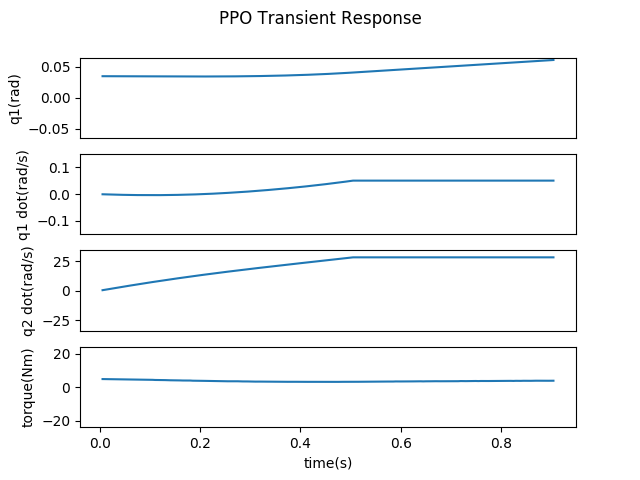 PPO Transient Response
q1(rad)
0.05
0.00
−0.05
q1 dot(rad/s)
0.1
0.0
−0.1
q2 dot(rad/s)
25
0
−25
torque(Nm)
20
0
−20
0.0 0.2 0.4 0.6 0.8
time(s)